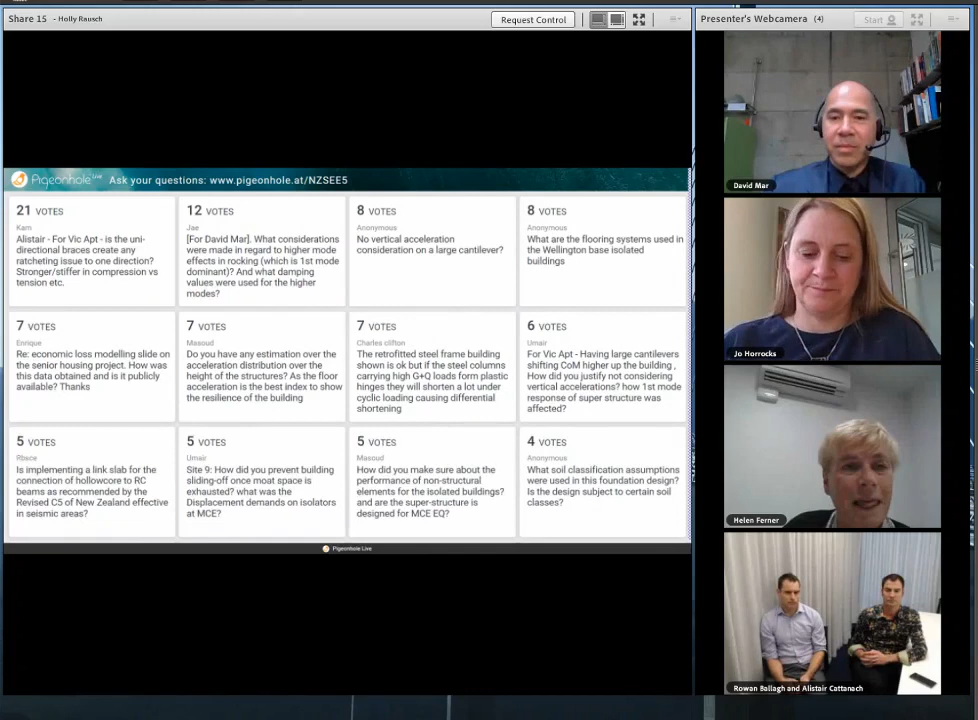 Share 15 - Holly Rausch
Request Control
Presenter's Webcamera (4)
Start
Pigeonhole Live
Ask your questions: www.pigeonhole.at/NZSEE5
21 VOTES
Kam
Alistair - For Vic Apt - is the uni-
directional braces create any
ratcheting issue to one direction?
Stronger/stiffer in compression vs
tension etc.
12 VOTES
Jae
[For David Mar]. What considerations
were made in regard to higher mode
effects in rocking (which is 1st mode
dominant)? And what damping
values were used for the higher
modes?
8 VOTES
Anonymous
No vertical acceleration
consideration on a large cantilever?
8 VOTES
Anonymous
What are the flooring systems used in
the Wellington base isolated
buildings
7 VOTES
Enrique
Re: economic loss modelling slide on
the senior housing project. How was
this data obtained and is it publicly
available? Thanks
7 VOTES
Masoud
Do you have any estimation over the
acceleration distribution over the
height of the structures? As the floor
acceleration is the best index to show
the resilience of the building
7 VOTES
Charles clifton
The retrofitted steel frame building
shown is ok but if the steel columns
carrying high G+Q loads form plastic
hinges they will shorten a lot under
cyclic loading causing differential
shortening
6 VOTES
Umair
For Vic Apt - Having large cantilevers
shifting CoM higher up the building ,
How did you justify not considering
vertical accelerations? how 1st mode
response of super structure was
affected?
5 VOTES
Rbsce
Is implementing a link slab for the
connection of hollowcore to RC
beams as recommended by the
Revised C5 of New Zealand effective
in seismic areas?
5 VOTES
Umair
Site 9: How did you prevent building
sliding-off once moat space is
exhausted? what was the
Displacement demands on isolators
at MCE?
5 VOTES
Masoud
How did you make sure about the
performance of non-structural
elements for the isolated buildings?
and are the super-structure is
designed for MCE EQ?
4 VOTES
Anonymous
What soil classification assumptions
were used in this foundation design?
Is the design subject to certain soil
classes?
Pigeonhole Live
David Mar
Jo Horrocks
Helen Ferner
Rowan Ballagh and Alistair Cattanach